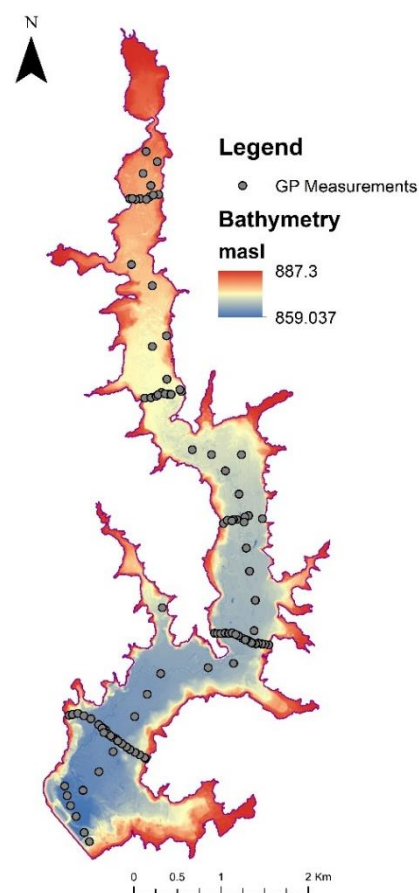 N
Legend
GP Measurements
Bathymetry
masl
887.3
859.037
0 0.5 1 2 Km